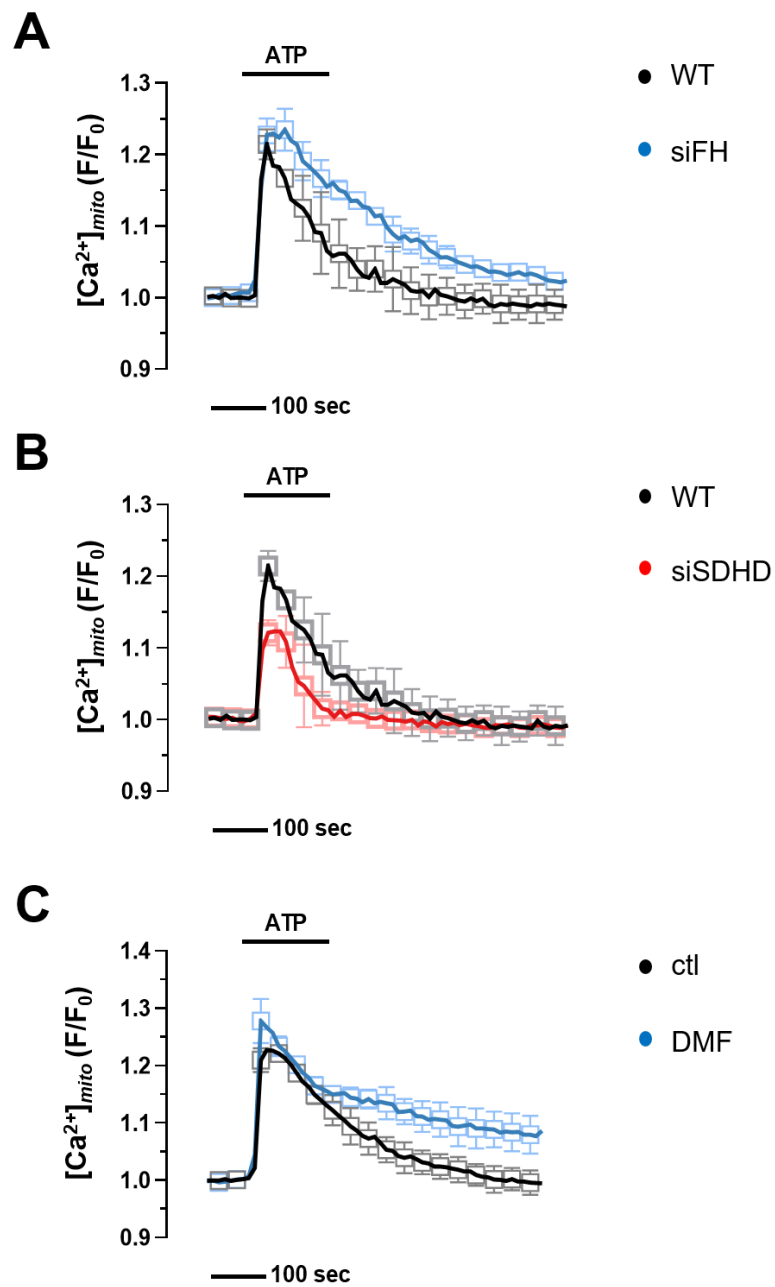 A
ATP
WT
siFH
[Ca²⁺]mito (F/F₀)
1.3
1.2
1.1
1.0
0.9
100 sec
B
ATP
WT
siSDHD
[Ca²⁺]mito (F/F₀)
1.3
1.2
1.1
1.0
0.9
100 sec
C
ATP
ctl
DMF
[Ca²⁺]mito (F/F₀)
1.4
1.3
1.2
1.1
1.0
0.9
100 sec